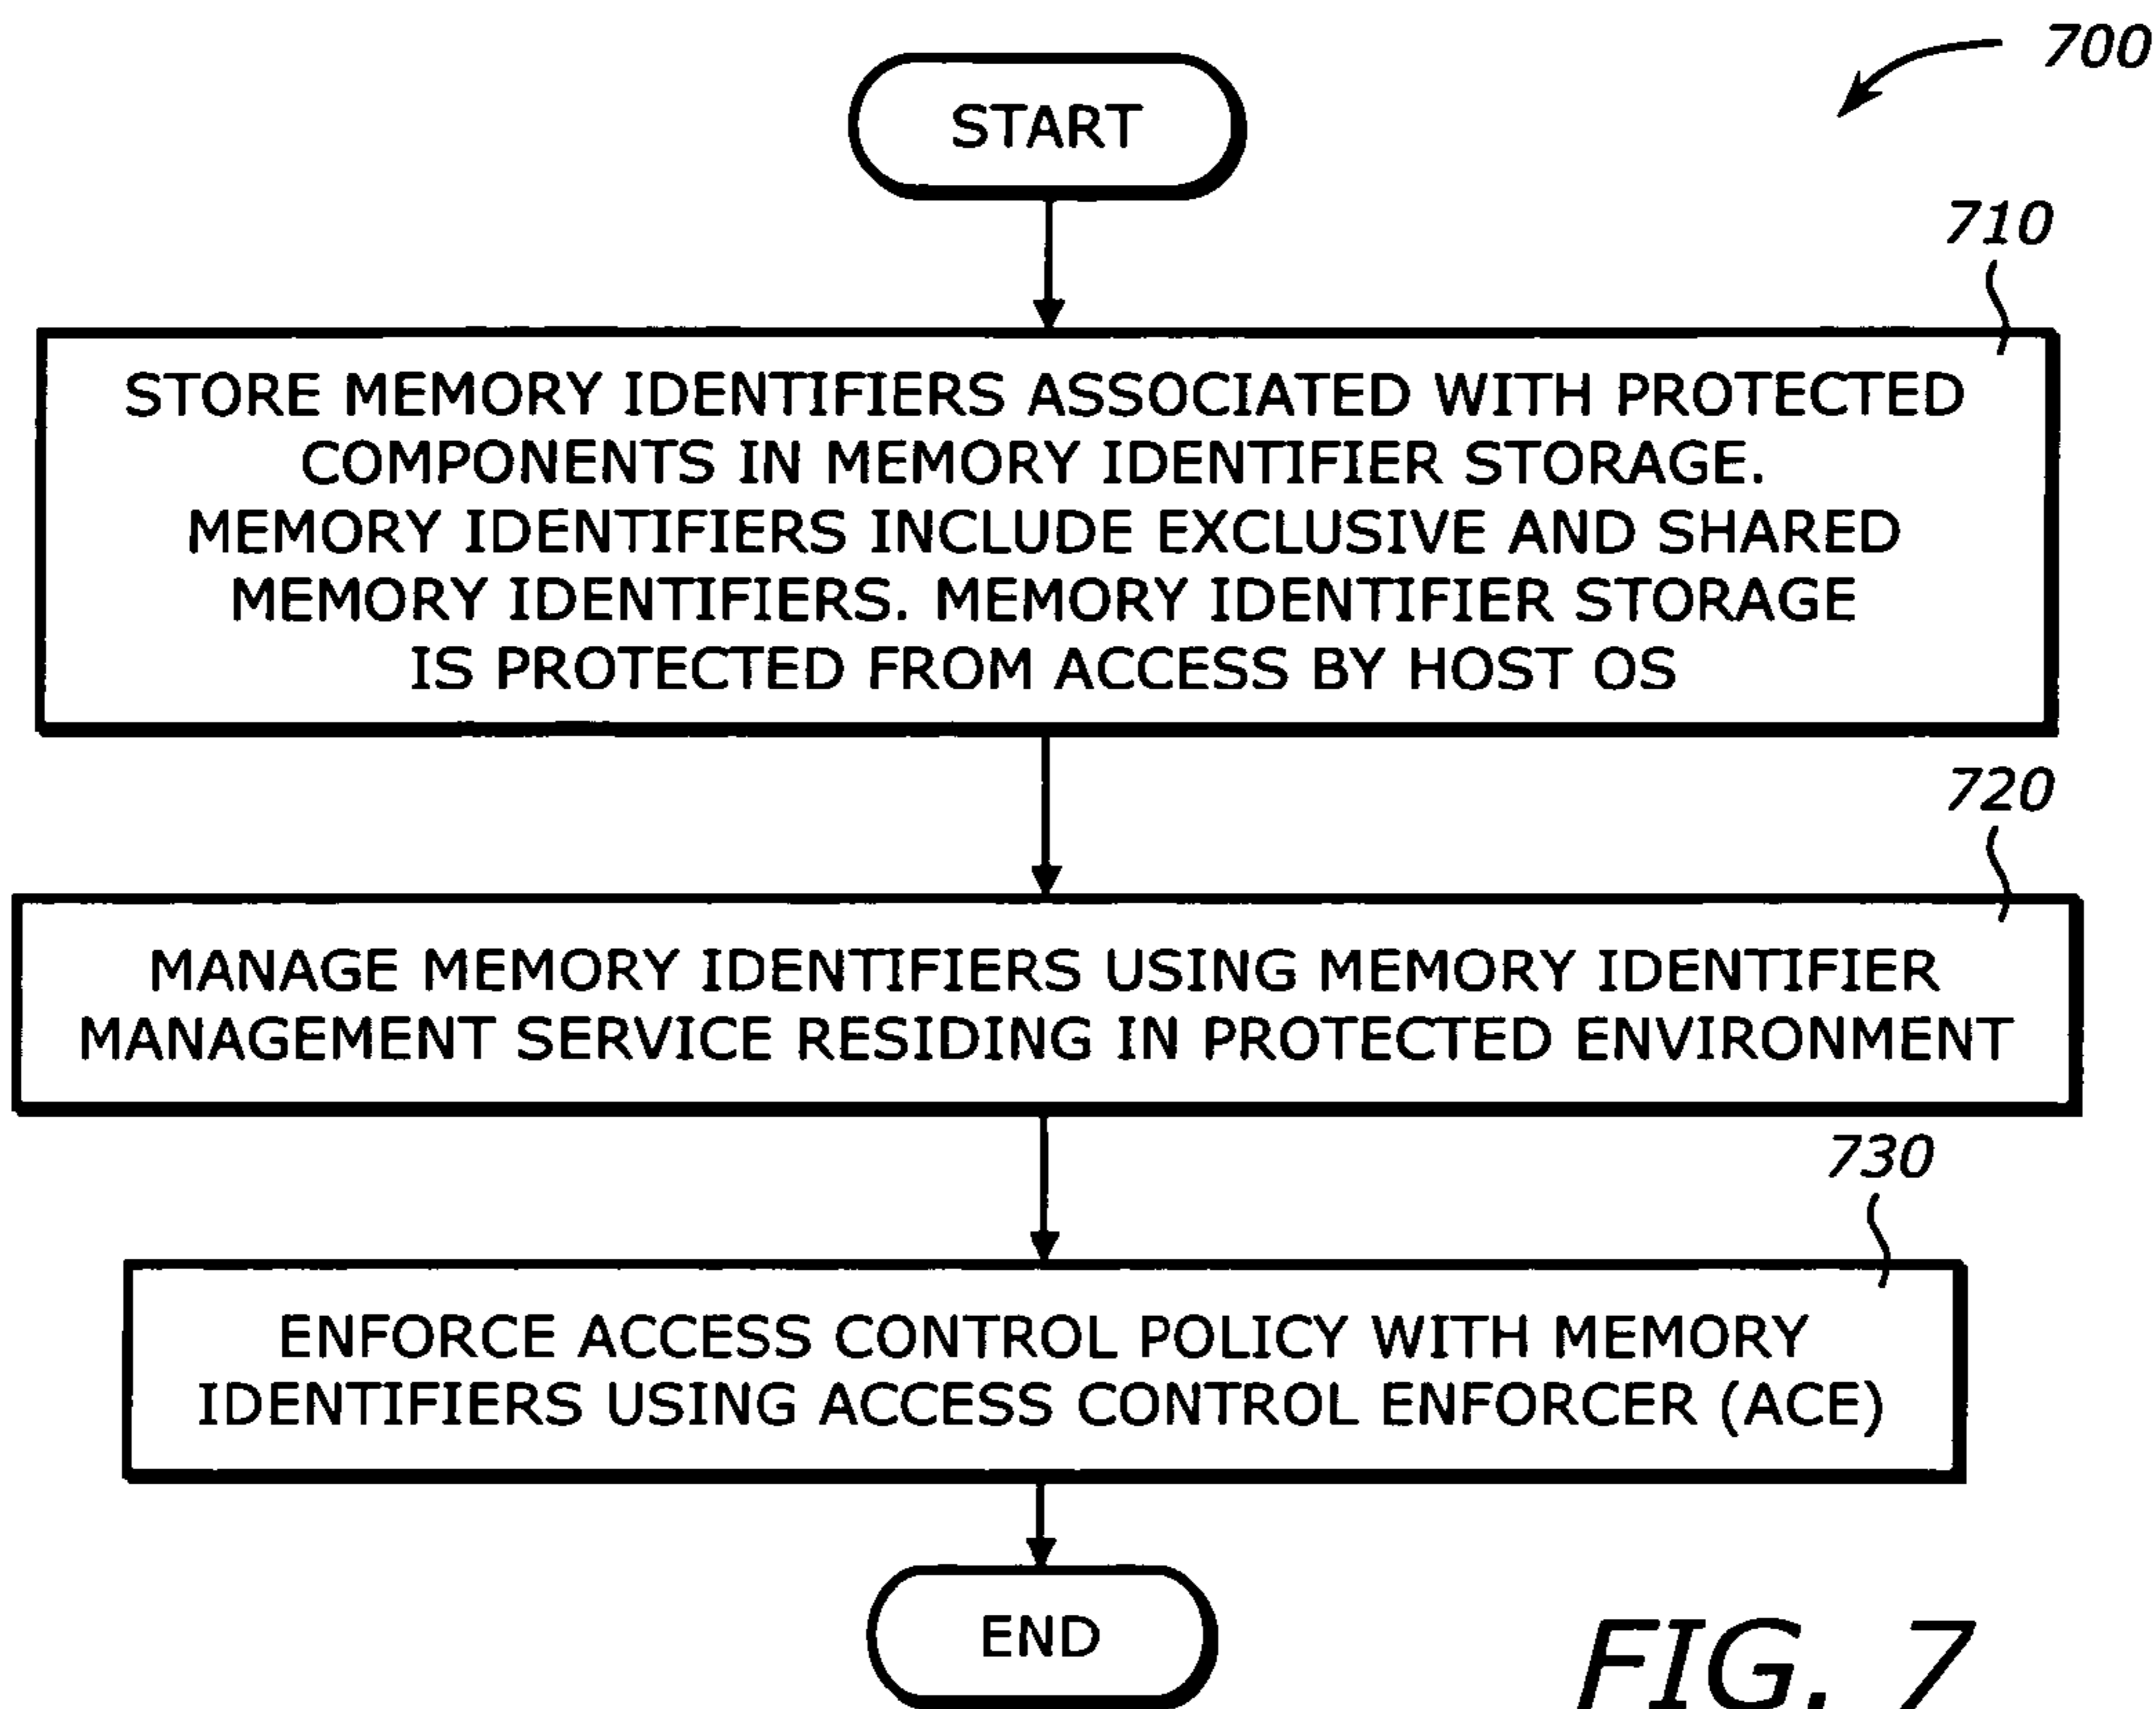 700
START
710
STORE MEMORY IDENTIFIERS ASSOCIATED WITH PROTECTED
COMPONENTS IN MEMORY IDENTIFIER STORAGE.
MEMORY IDENTIFIERS INCLUDE EXCLUSIVE AND SHARED
MEMORY IDENTIFIERS. MEMORY IDENTIFIER STORAGE
IS PROTECTED FROM ACCESS BY HOST OS
720
MANAGE MEMORY IDENTIFIERS USING MEMORY IDENTIFIER
MANAGEMENT SERVICE RESIDING IN PROTECTED ENVIRONMENT
730
ENFORCE ACCESS CONTROL POLICY WITH MEMORY
IDENTIFIERS USING ACCESS CONTROL ENFORCER (ACE)
END
FIG. 7